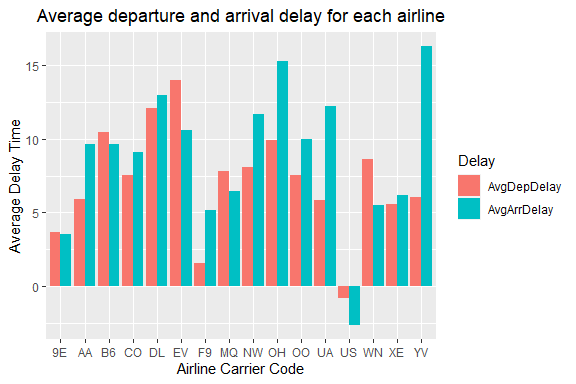 Average departure and arrival delay for each airline
Average Delay Time
15
10
5
0
9E AA B6 CO DL EV F9 MQ NW OH OO UA US WN XE YV
Airline Carrier Code
Delay
AvgDepDelay
AvgArrDelay